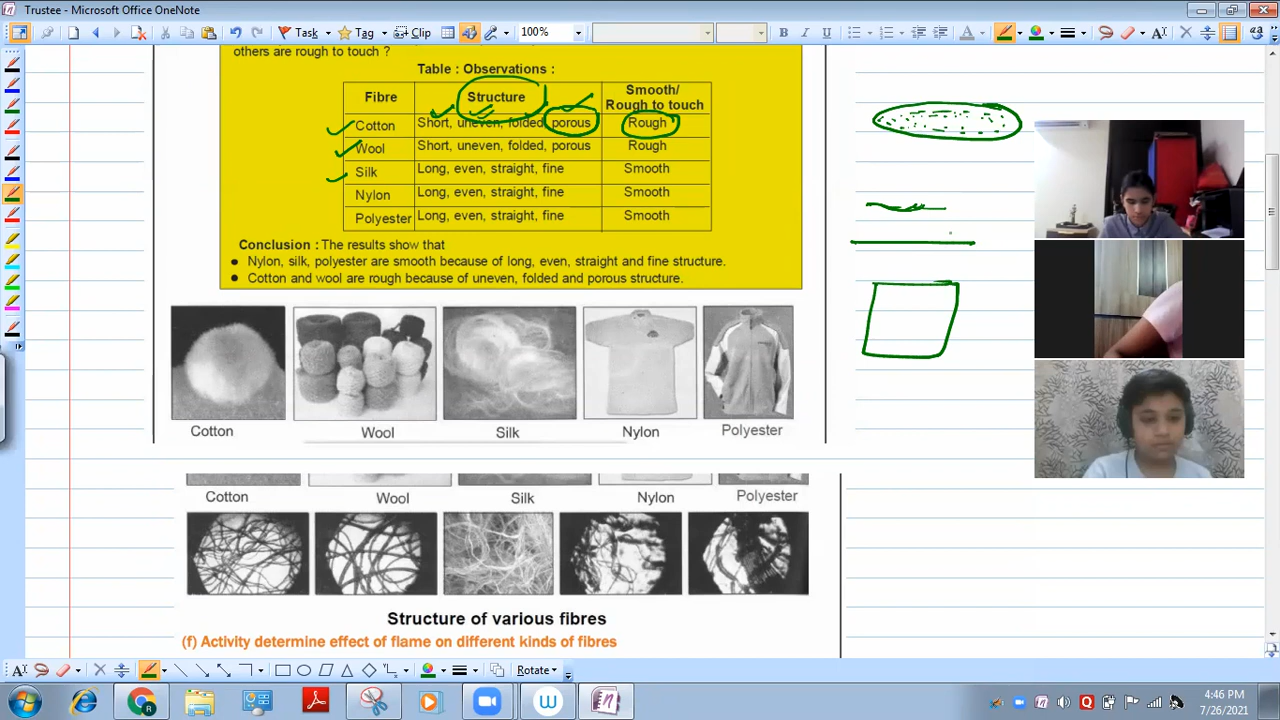 Trustee - Microsoft Office OneNote
Task
Tag
Clip
100%
B I U
A
others are rough to touch ?
Table : Observations :
Fibre Structure Smooth/
Rough to touch
Cotton Short, uneven, folded, porous Rough
Wool Short, uneven, folded, porous Rough
Silk Long, even, straight, fine Smooth
Nylon Long, even, straight, fine Smooth
Polyester Long, even, straight, fine Smooth
Conclusion : The results show that
• Nylon, silk, polyester are smooth because of long, even, straight and fine structure.
• Cotton and wool are rough because of uneven, folded and porous structure.
Cotton Wool Silk Nylon Polyester
Cotton Wool Silk Nylon Polyester
Structure of various fibres
(f) Activity determine effect of flame on different kinds of fibres
Rotate
4:46 PM
7/26/2021